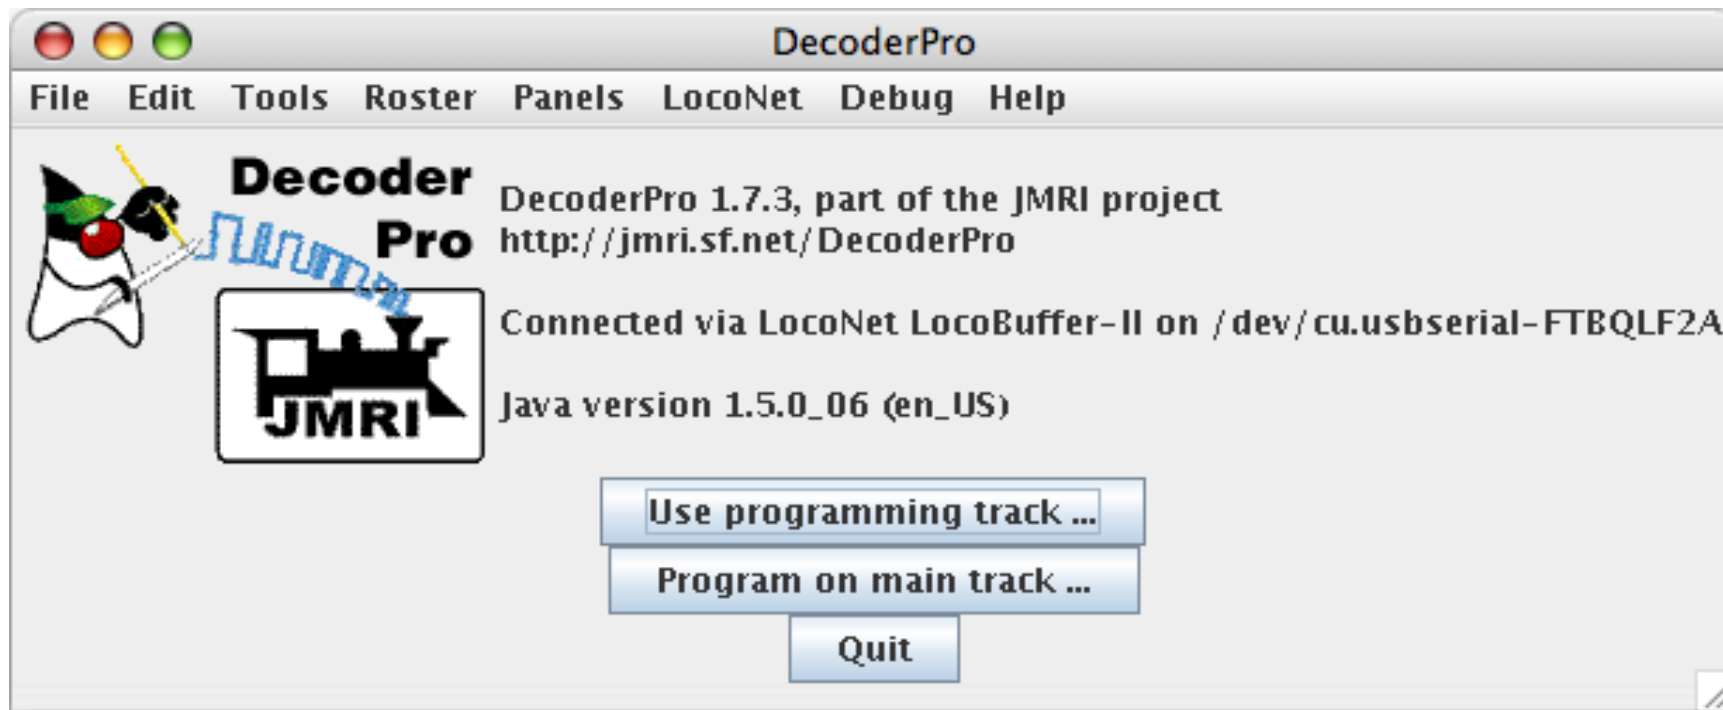 DecoderPro
File Edit Tools Roster Panels LocoNet Debug Help
Decoder
Pro
JMRI
DecoderPro 1.7.3, part of the JMRI project
http://jmri.sf.net/DecoderPro
Connected via LocoNet LocoBuffer-II on /dev/cu.usbserial-FTBQLF2A
Java version 1.5.0_06 (en_US)
Use programming track ...
Program on main track ...
Quit